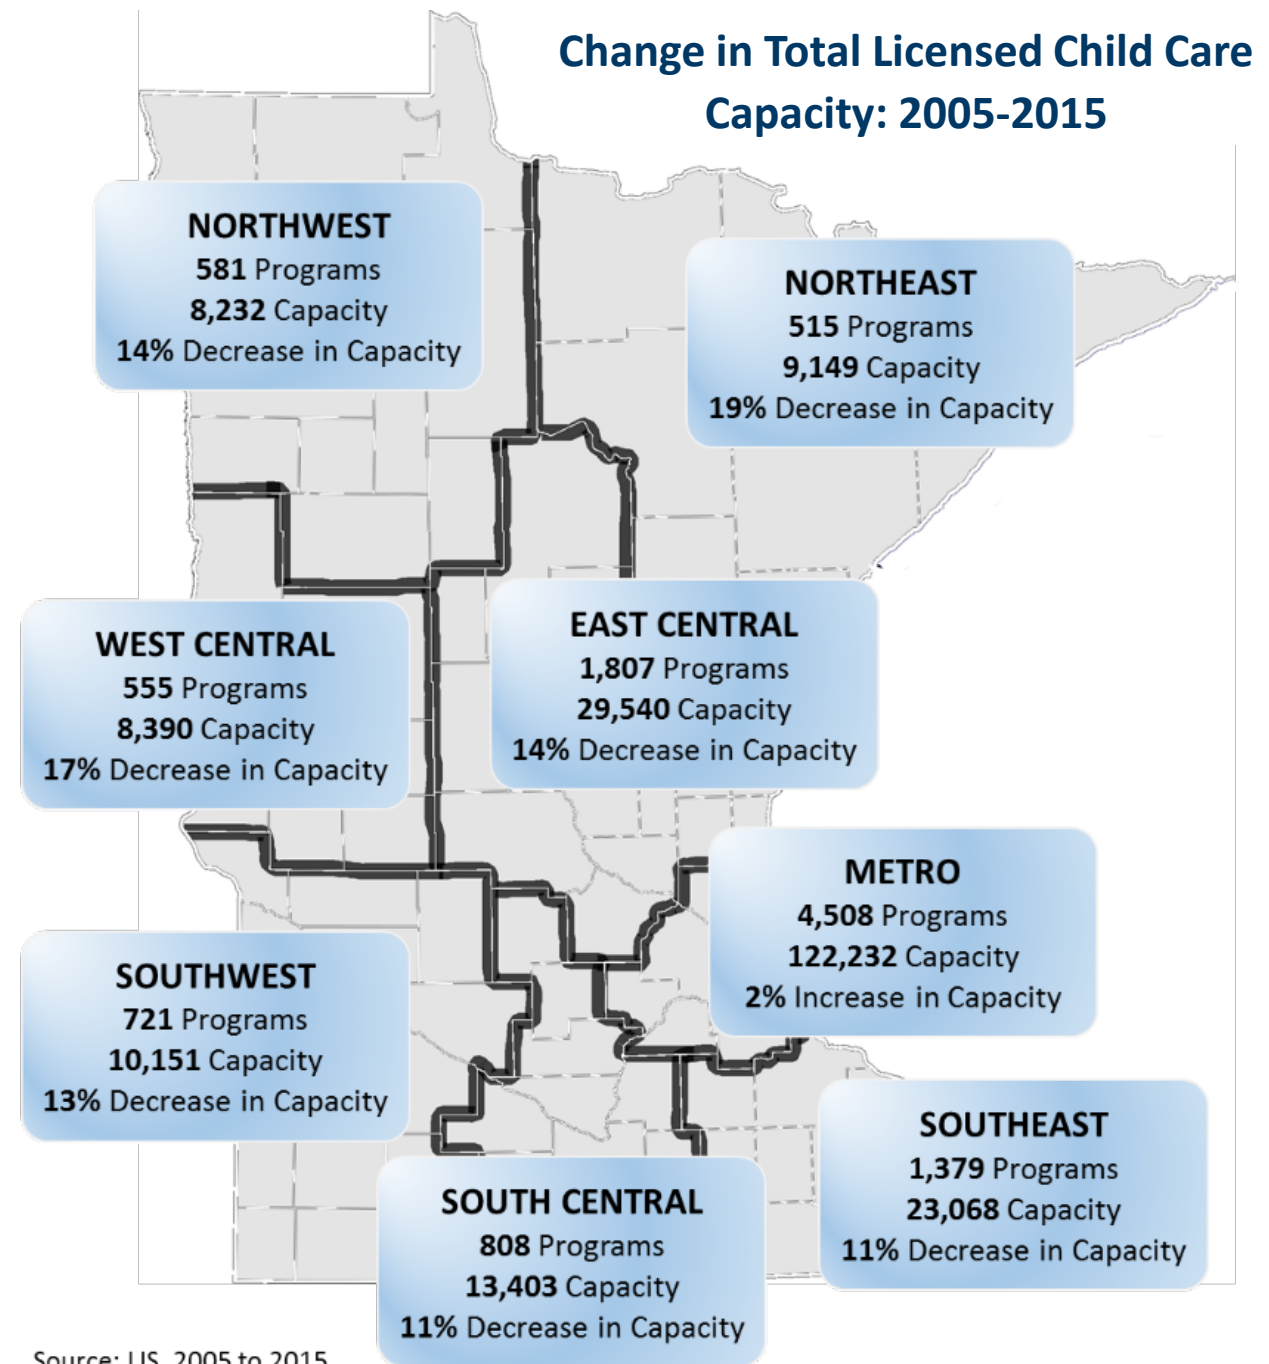 Change in Total Licensed Child Care
Capacity: 2005-2015
NORTHWEST
581 Programs
8,232 Capacity
14% Decrease in Capacity
NORTHEAST
515 Programs
9,149 Capacity
19% Decrease in Capacity
WEST CENTRAL
555 Programs
8,390 Capacity
17% Decrease in Capacity
EAST CENTRAL
1,807 Programs
29,540 Capacity
14% Decrease in Capacity
METRO
4,508 Programs
122,232 Capacity
2% Increase in Capacity
SOUTHWEST
721 Programs
10,151 Capacity
13% Decrease in Capacity
SOUTHEAST
1,379 Programs
23,068 Capacity
11% Decrease in Capacity
SOUTH CENTRAL
808 Programs
13,403 Capacity
11% Decrease in Capacity
Source: US, 2005 to 2015